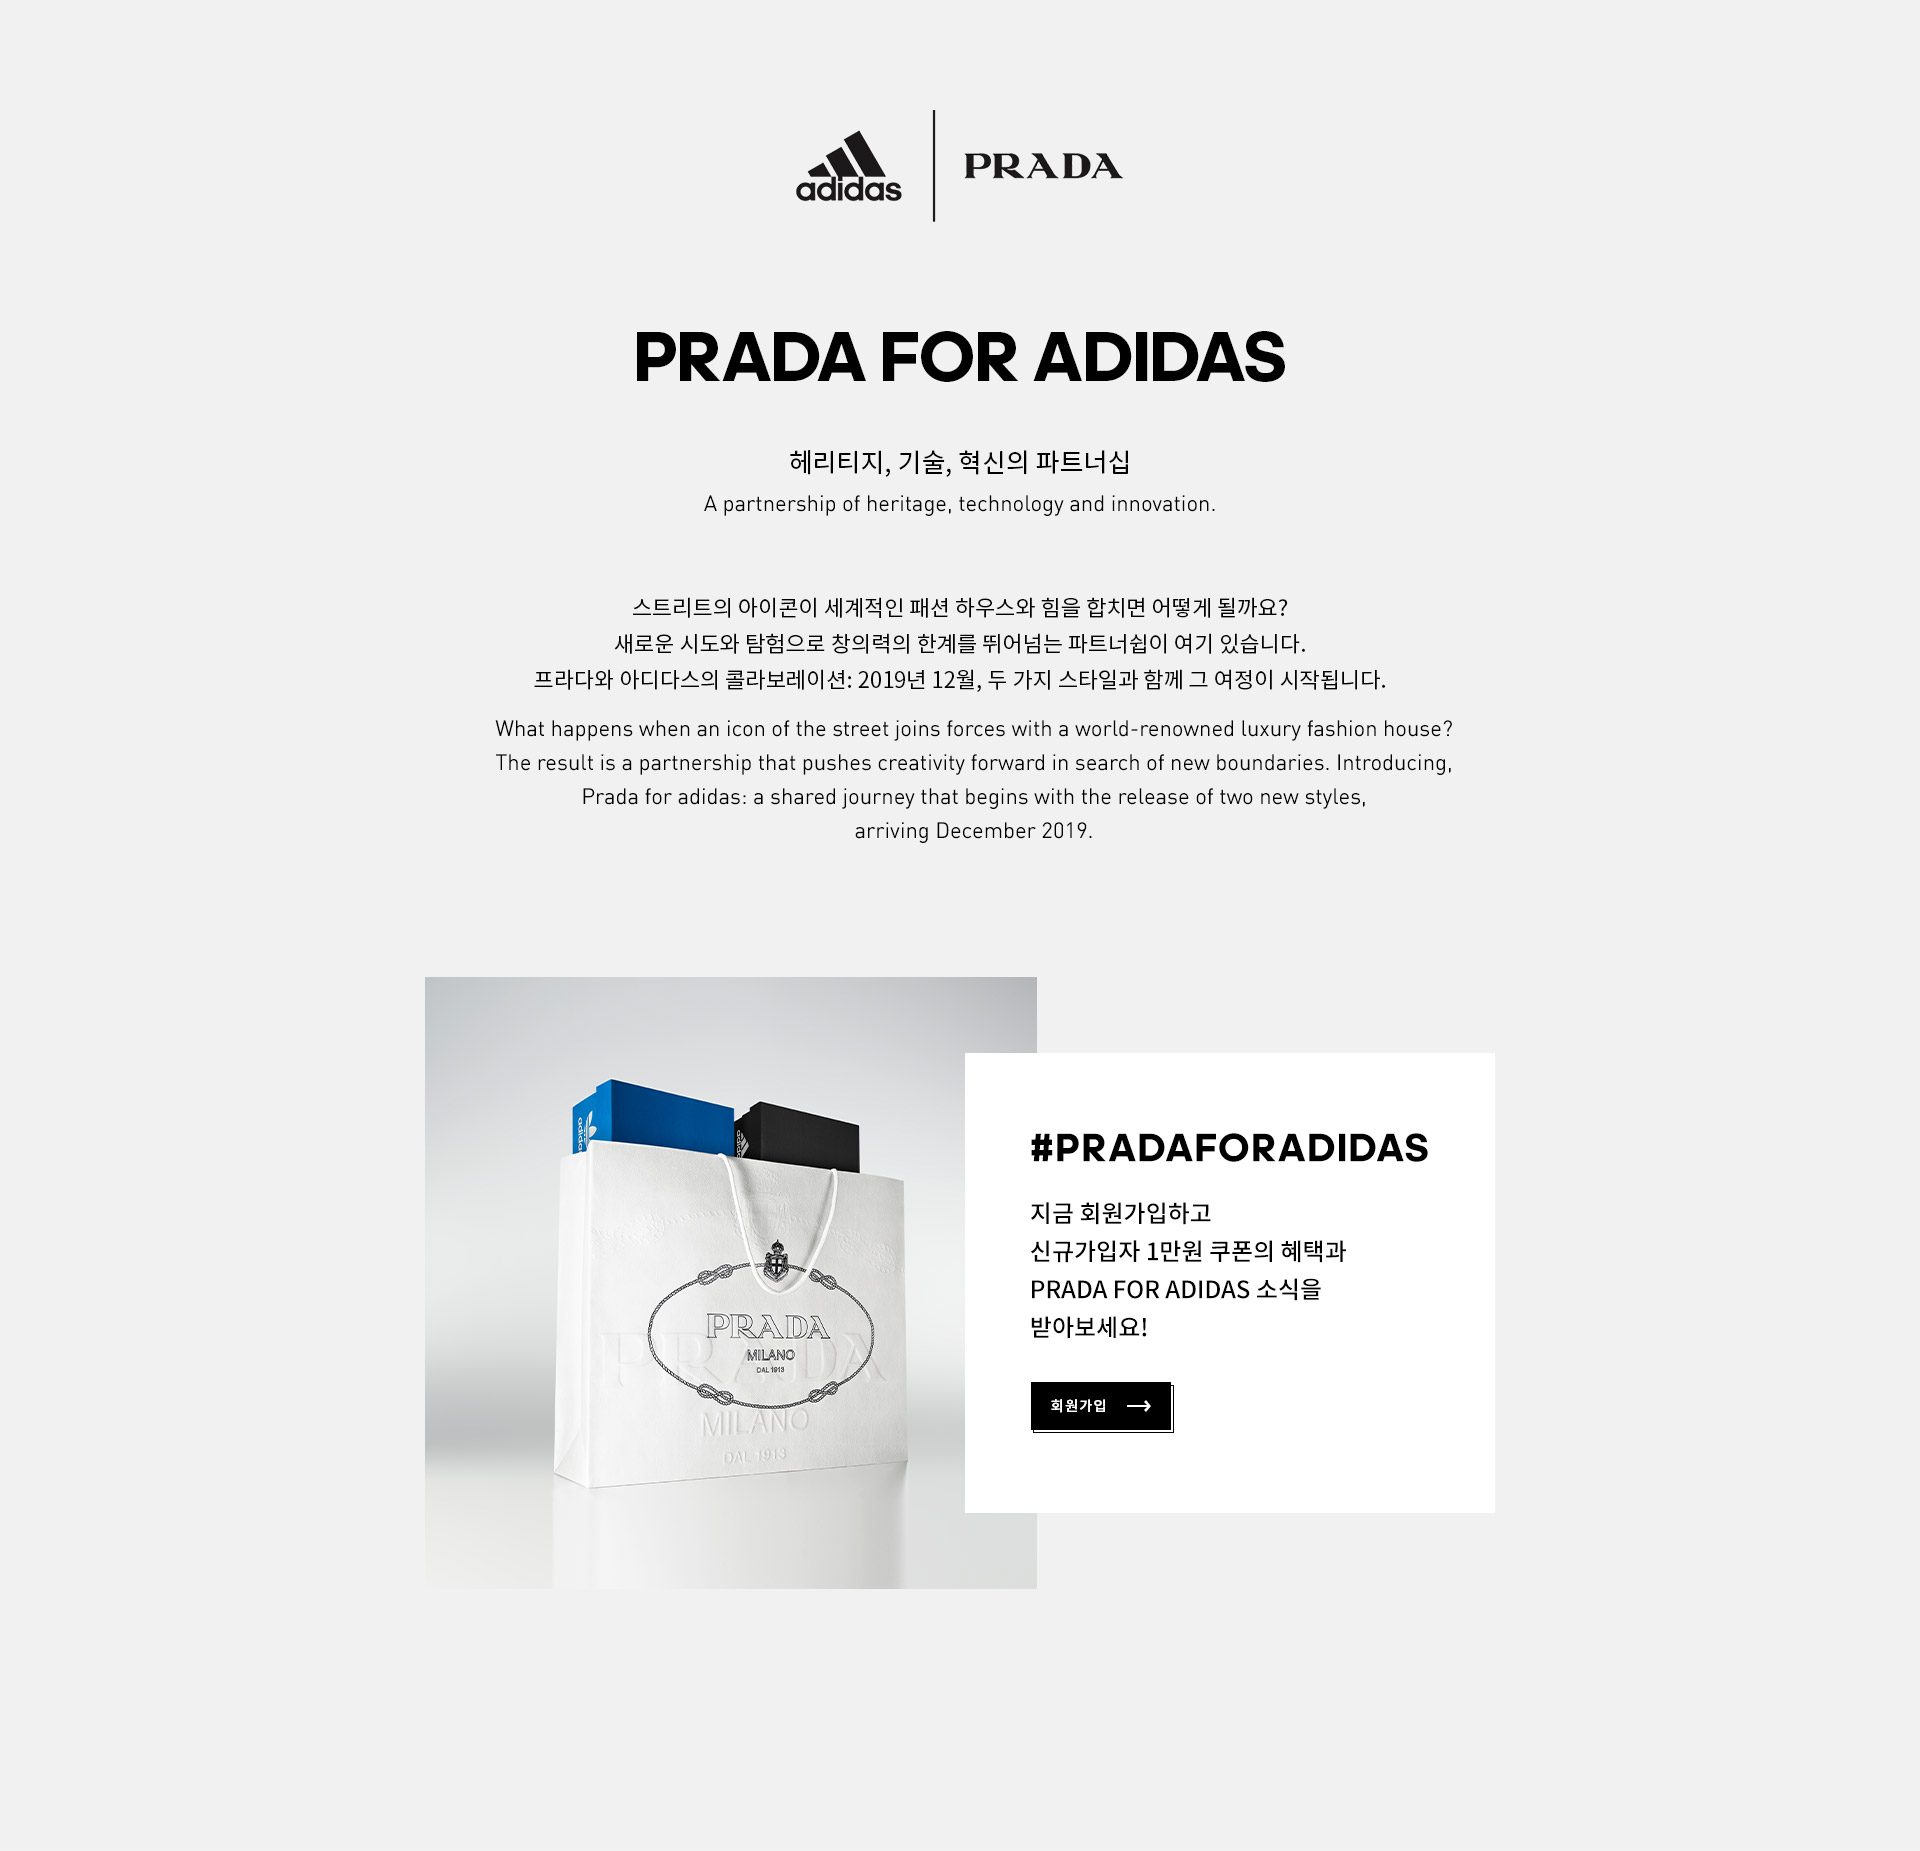 adidas
PRADA
PRADA FOR ADIDAS
헤리티지, 기술, 혁신의 파트너십
A partnership of heritage, technology and innovation.
스트리트의 아이콘이 세계적인 패션 하우스와 힘을 합치면 어떻게 될까요?
새로운 시도와 탐험으로 창의력의 한계를 뛰어넘는 파트너쉽이 여기 있습니다.
프라다와 아디다스의 콜라보레이션: 2019년 12월, 두 가지 스타일과 함께 그 여정이 시작됩니다.
What happens when an icon of the street joins forces with a world-renowned luxury fashion house?
The result is a partnership that pushes creativity forward in search of new boundaries. Introducing,
Prada for adidas: a shared journey that begins with the release of two new styles,
arriving December 2019.
PRADA
MILANO
DAL 1913
PRADA
MILANO
DAL 1913
#PRADAFORADIDAS
지금 회원가입하고
신규가입자 1만원 쿠폰의 혜택과
PRADA FOR ADIDAS 소식을
받아보세요!
회원가입